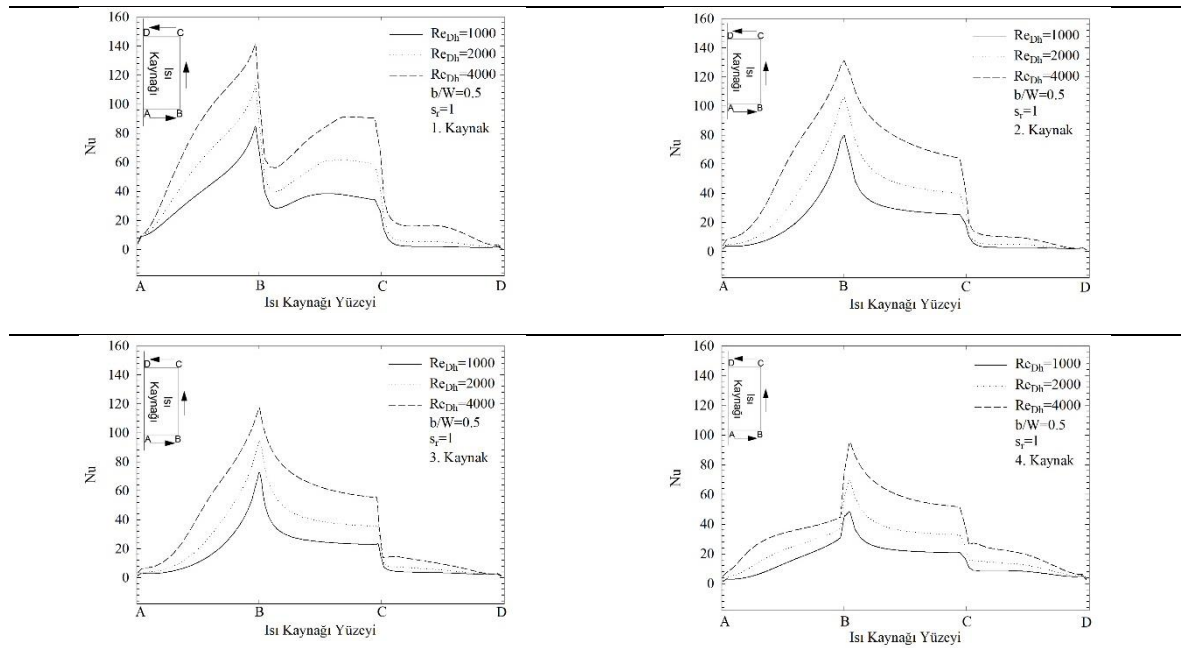 160
140
120
100
80
60
40
20
0
Nu
D C
Isı
Kaynağı
A B
Re_Dh=1000
Re_Dh=2000
Re_Dh=4000
b/W=0.5
s_r=1
1. Kaynak
A B C D
Isı Kaynağı Yüzeyi
160
140
120
100
80
60
40
20
0
Nu
D C
Isı
Kaynağı
A B
Re_Dh=1000
Re_Dh=2000
Re_Dh=4000
b/W=0.5
s_r=1
2. Kaynak
A B C D
Isı Kaynağı Yüzeyi
160
140
120
100
80
60
40
20
0
Nu
D C
Isı
Kaynağı
A B
Re_Dh=1000
Re_Dh=2000
Re_Dh=4000
b/W=0.5
s_r=1
3. Kaynak
A B C D
Isı Kaynağı Yüzeyi
160
140
120
100
80
60
40
20
0
Nu
D C
Isı
Kaynağı
A B
Re_Dh=1000
Re_Dh=2000
Re_Dh=4000
b/W=0.5
s_r=1
4. Kaynak
A B C D
Isı Kaynağı Yüzeyi